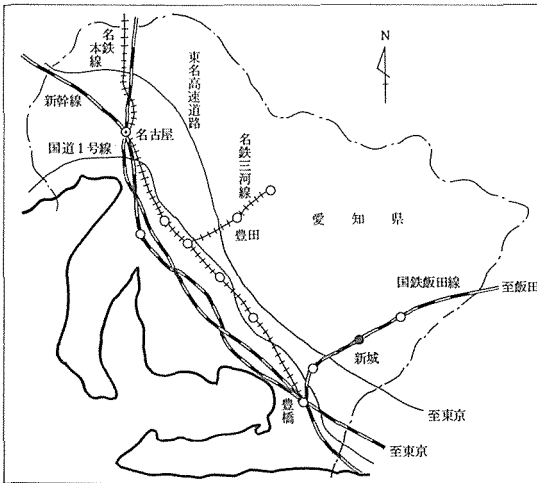 名鉄
本線
東名高速道路
N
新幹線
名古屋
国道1号線
名鉄三河線
豊田
愛知県
国鉄飯田線
至飯田
新城
豊橋
至東京
至東京